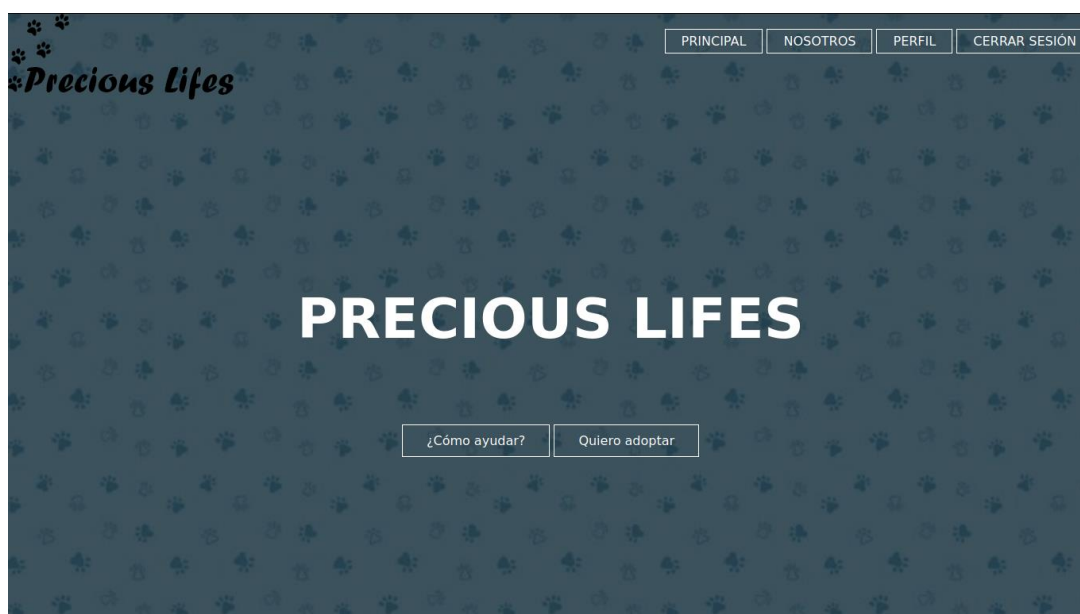 PRINCIPAL NOSOTROS PERFIL CERRAR SESIÓN
Precious Lifes
PRECIOUS LIFES
¿Cómo ayudar? Quiero adoptar